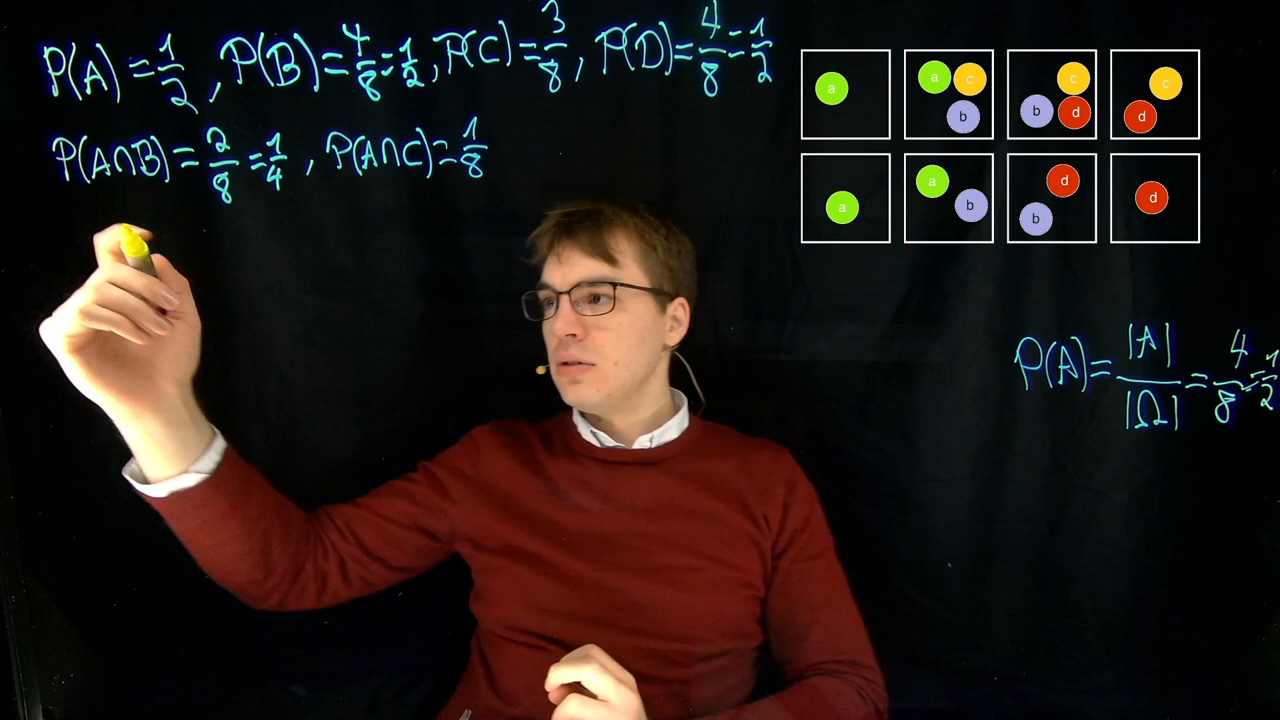 P(A) = 1/2, P(B) = 4/8 = 1/2, P(C) = 3/8, P(D) = 4/8 = 1/2
P(A∩B) = 2/8 = 1/4, P(A∩C) = 1/8
a a c b c b d c d
a a b d b d
P(A) = |A|/|Ω| = 4/8 = 1/2